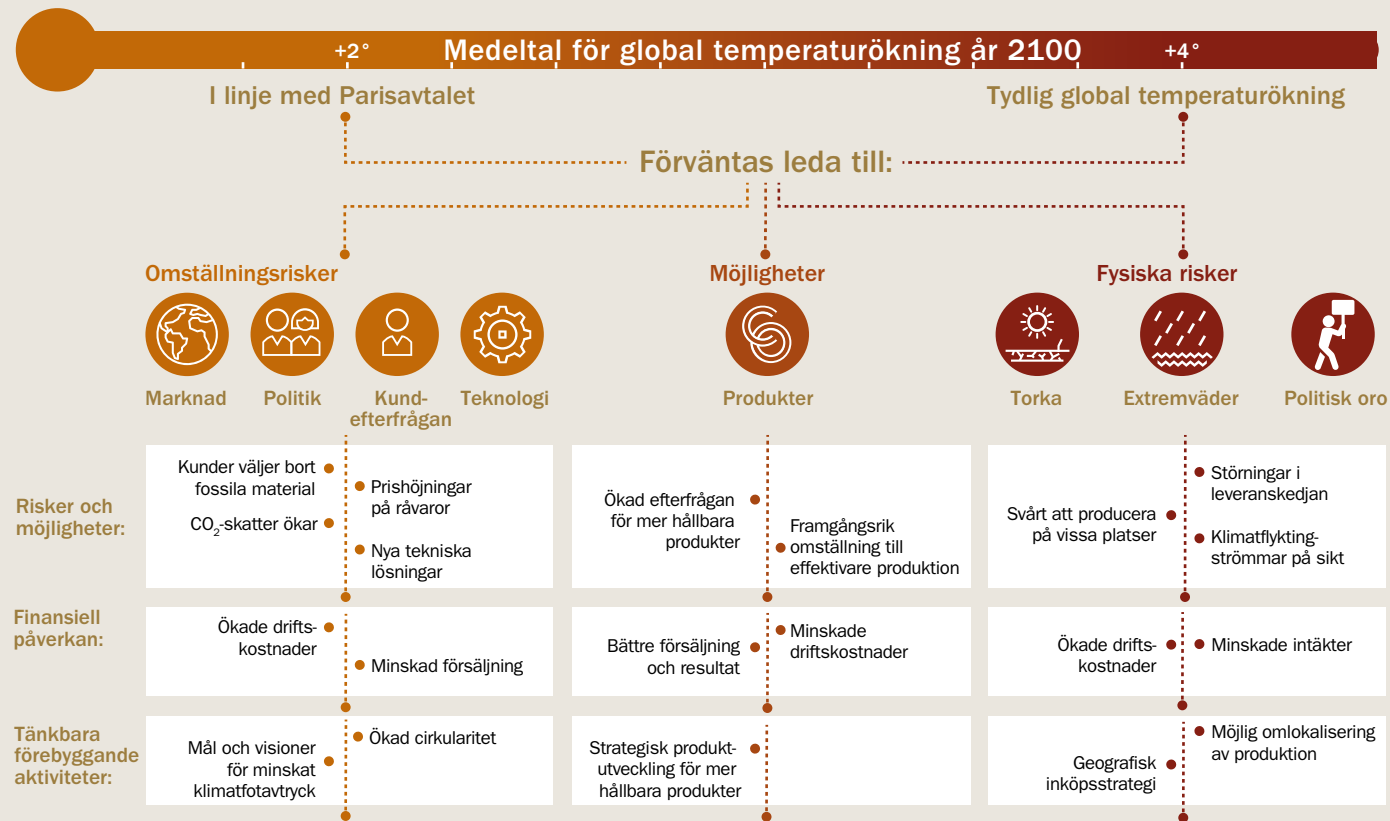 +2°
Medeltal för global temperaturökning år 2100
+4°
I linje med Parisavtalet
Tydlig global temperaturökning
Förväntas leda till:
Omställningsrisker
Möjligheter
Fysiska risker
Marknad
Politik
Kund-
efterfrågan
Teknologi
Produkter
Torka
Extremväder
Politisk oro
Risker och
möjligheter:
Kunder väljer bort
fossila material
CO₂-skatter ökar
Prishöjningar
på råvaror
Nya tekniska
lösningar
Ökad efterfrågan
för mer hållbara
produkter
Framgångsrik
omställning till
effektivare produktion
Svårt att producera
på vissa platser
Störningar i
leveranskedjan
Klimatflykting-
strömmar på sikt
Finansiell
påverkan:
Ökade drifts-
kostnader
Minskad försäljning
Bättre försäljning
och resultat
Minskade
driftskostnader
Ökade drifts-
kostnader
Minskade intäkter
Tänkbara
förebyggande
aktiviteter:
Mål och visioner
för minskat
klimatfotavtryck
Ökad cirkularitet
Strategisk produkt-
utveckling för mer
hållbara produkter
Geografisk
inköpsstrategi
Möjlig omlokalisering
av produktion